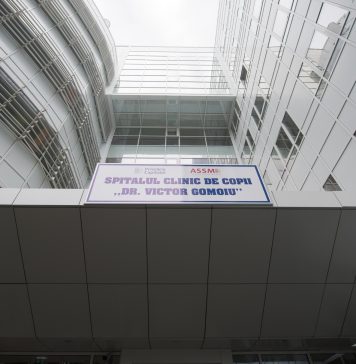 ASSMB
SPITALUL CLINIC DE COPII
„DR. VICTOR GOMOIU”